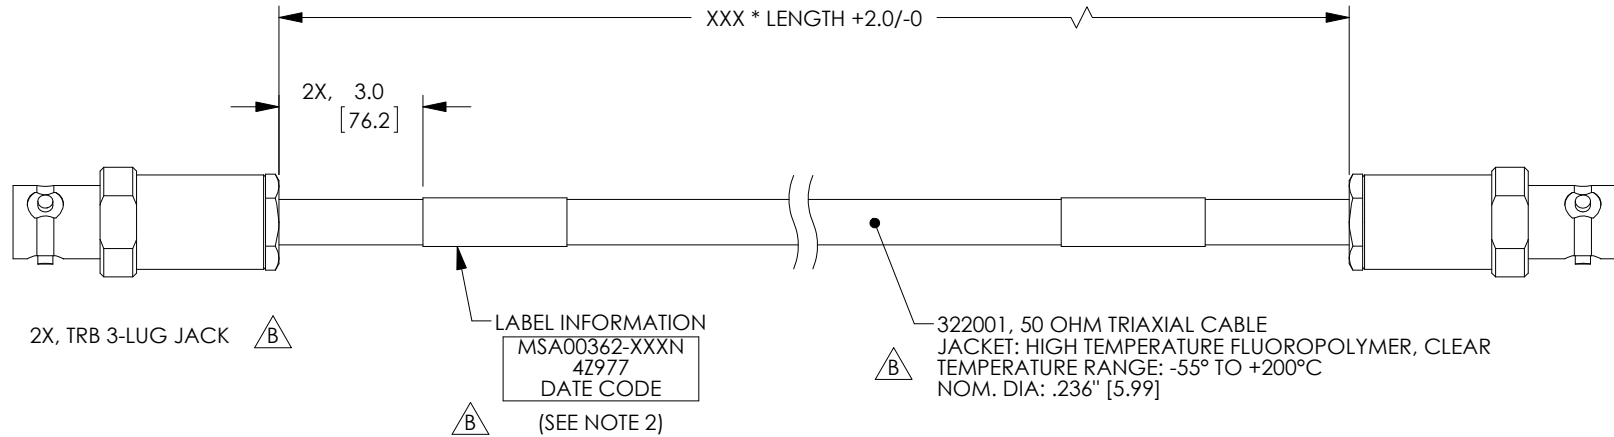 XXX * LENGTH +2.0/-0
2X, 3.0
[76.2]
2X, TRB 3-LUG JACK
B
LABEL INFORMATION
MSA00362-XXXN
4Z977
DATE CODE
B
(SEE NOTE 2)
322001, 50 OHM TRIAXIAL CABLE
JACKET: HIGH TEMPERATURE FLUOROPOLYMER, CLEAR
B
TEMPERATURE RANGE: -55° TO +200°C
NOM. DIA: .236" [5.99]